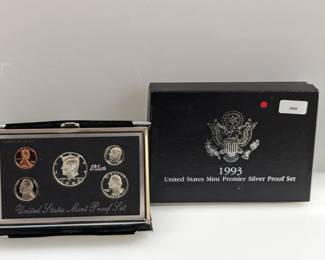 Silver
United States Mint Proof Set
1993
United States Mint Premier Silver Proof Set